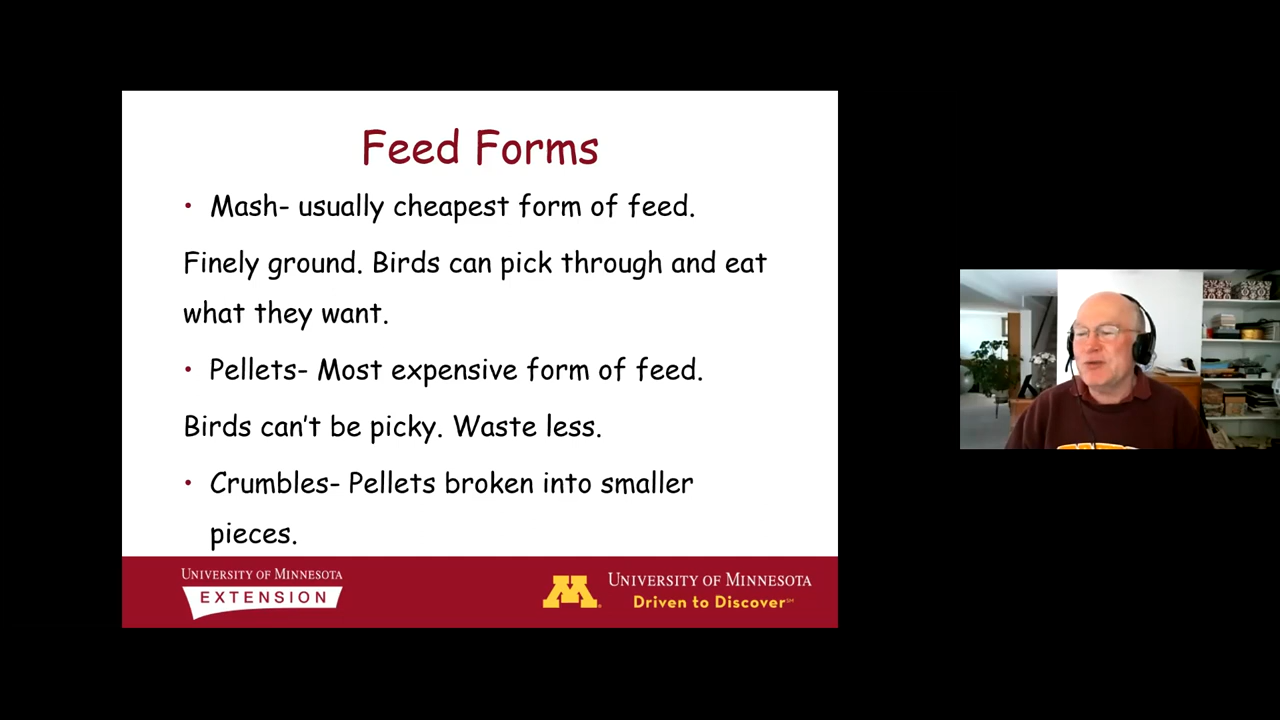 Feed Forms
• Mash- usually cheapest form of feed.
Finely ground. Birds can pick through and eat
what they want.
• Pellets- Most expensive form of feed.
Birds can't be picky. Waste less.
• Crumbles- Pellets broken into smaller
pieces.
UNIVERSITY OF MINNESOTA
EXTENSION
M
UNIVERSITY OF MINNESOTA
Driven to Discover℠